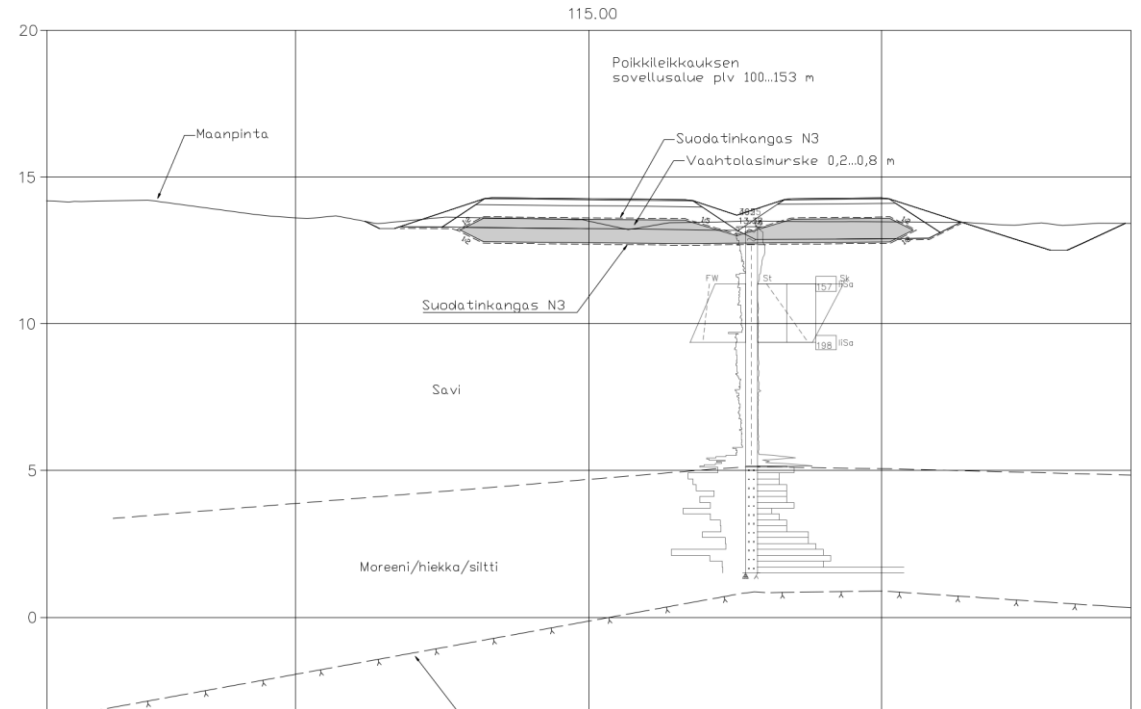 115.00
20
Poikkileikkauksen
sovellusalue plv 100...153 m
Maanpinta
Suodatinkangas N3
Vaahtolasimurske 0,2...0,8 m
15
FW
St
Sk
157
198
liSa
Suodatinkangas N3
10
Savi
5
Moreeni/hiekka/siltti
0